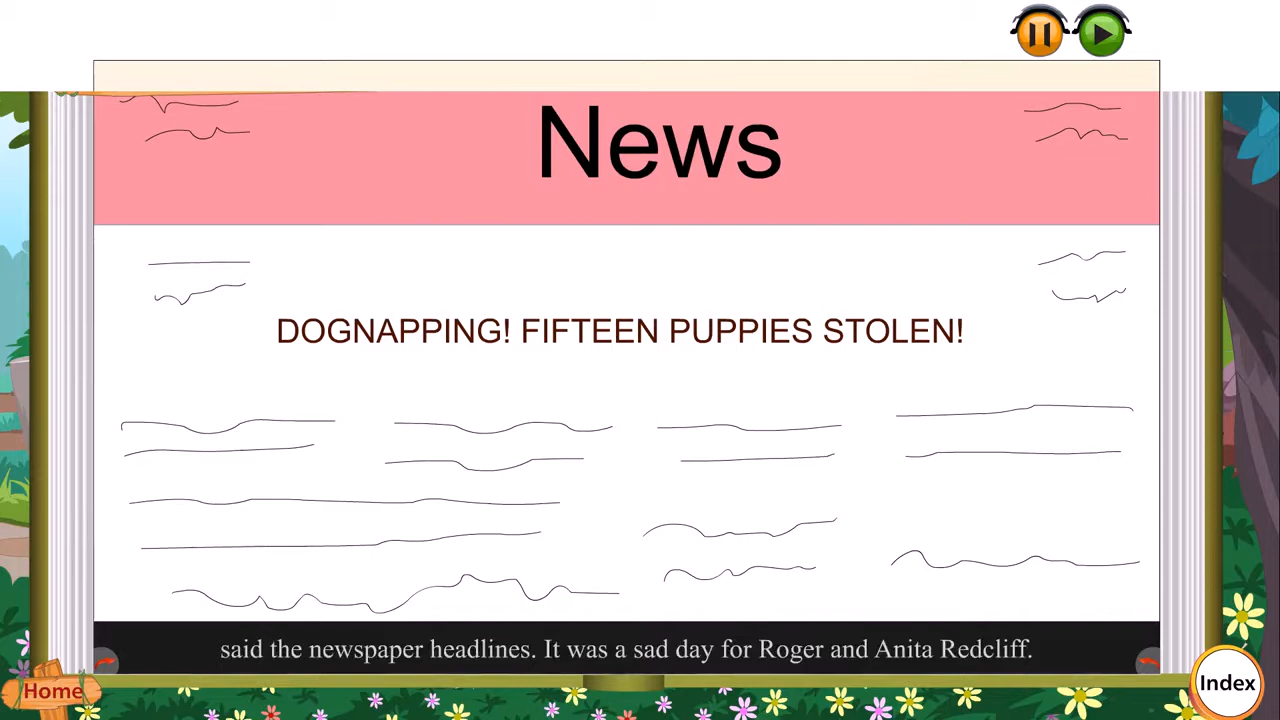 News
DOGNAPPING! FIFTEEN PUPPIES STOLEN!
said the newspaper headlines. It was a sad day for Roger and Anita Redcliff.
Home
Index